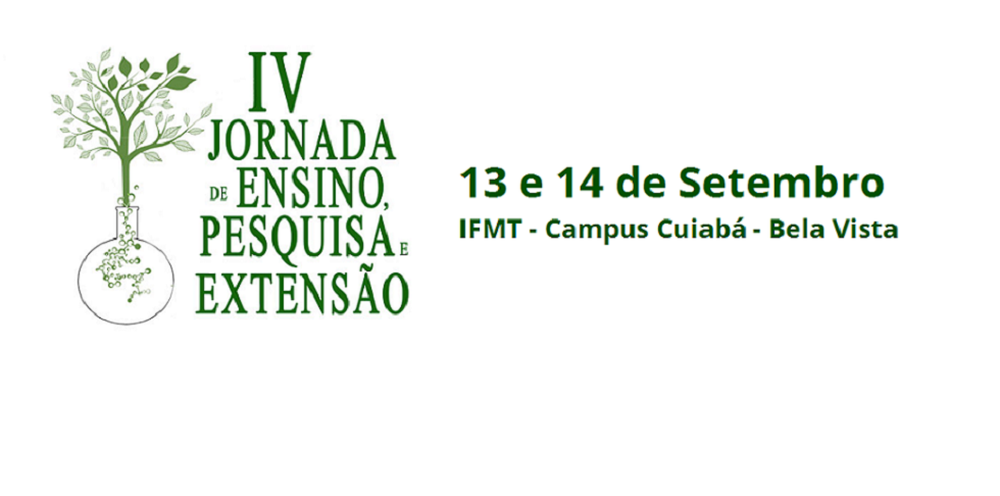 IV
JORNADA
DE ENSINO,
PESQUISA E
EXTENSÃO
13 e 14 de Setembro
IFMT - Campus Cuiabá - Bela Vista